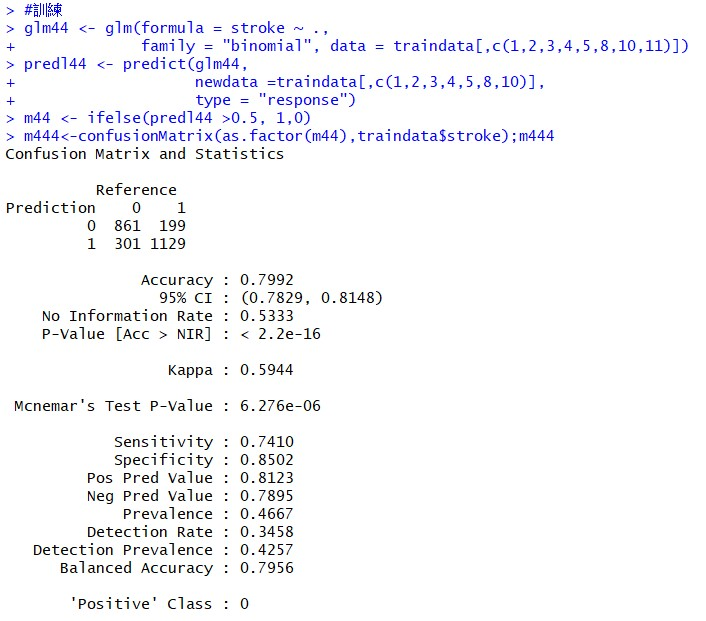 > #訓練
> glm44 <- glm(formula = stroke ~ .,
+              family = "binomial", data = traindata[,c(1,2,3,4,5,8,10,11)])
> predl44 <- predict(glm44,
+                    newdata =traindata[,c(1,2,3,4,5,8,10)],
+                    type = "response")
> m44 <- ifelse(predl44 >0.5, 1,0)
> m444<-confusionMatrix(as.factor(m44),traindata$stroke);m444
Confusion Matrix and Statistics

          Reference
Prediction    0    1
         0  861  199
         1  301 1129

               Accuracy : 0.7992
                 95% CI : (0.7829, 0.8148)
    No Information Rate : 0.5333
    P-Value [Acc > NIR] : < 2.2e-16

                  Kappa : 0.5944

 Mcnemar's Test P-Value : 6.276e-06

            Sensitivity : 0.7410
            Specificity : 0.8502
         Pos Pred Value : 0.8123
         Neg Pred Value : 0.7895
             Prevalence : 0.4667
         Detection Rate : 0.3458
   Detection Prevalence : 0.4257
      Balanced Accuracy : 0.7956

       'Positive' Class : 0